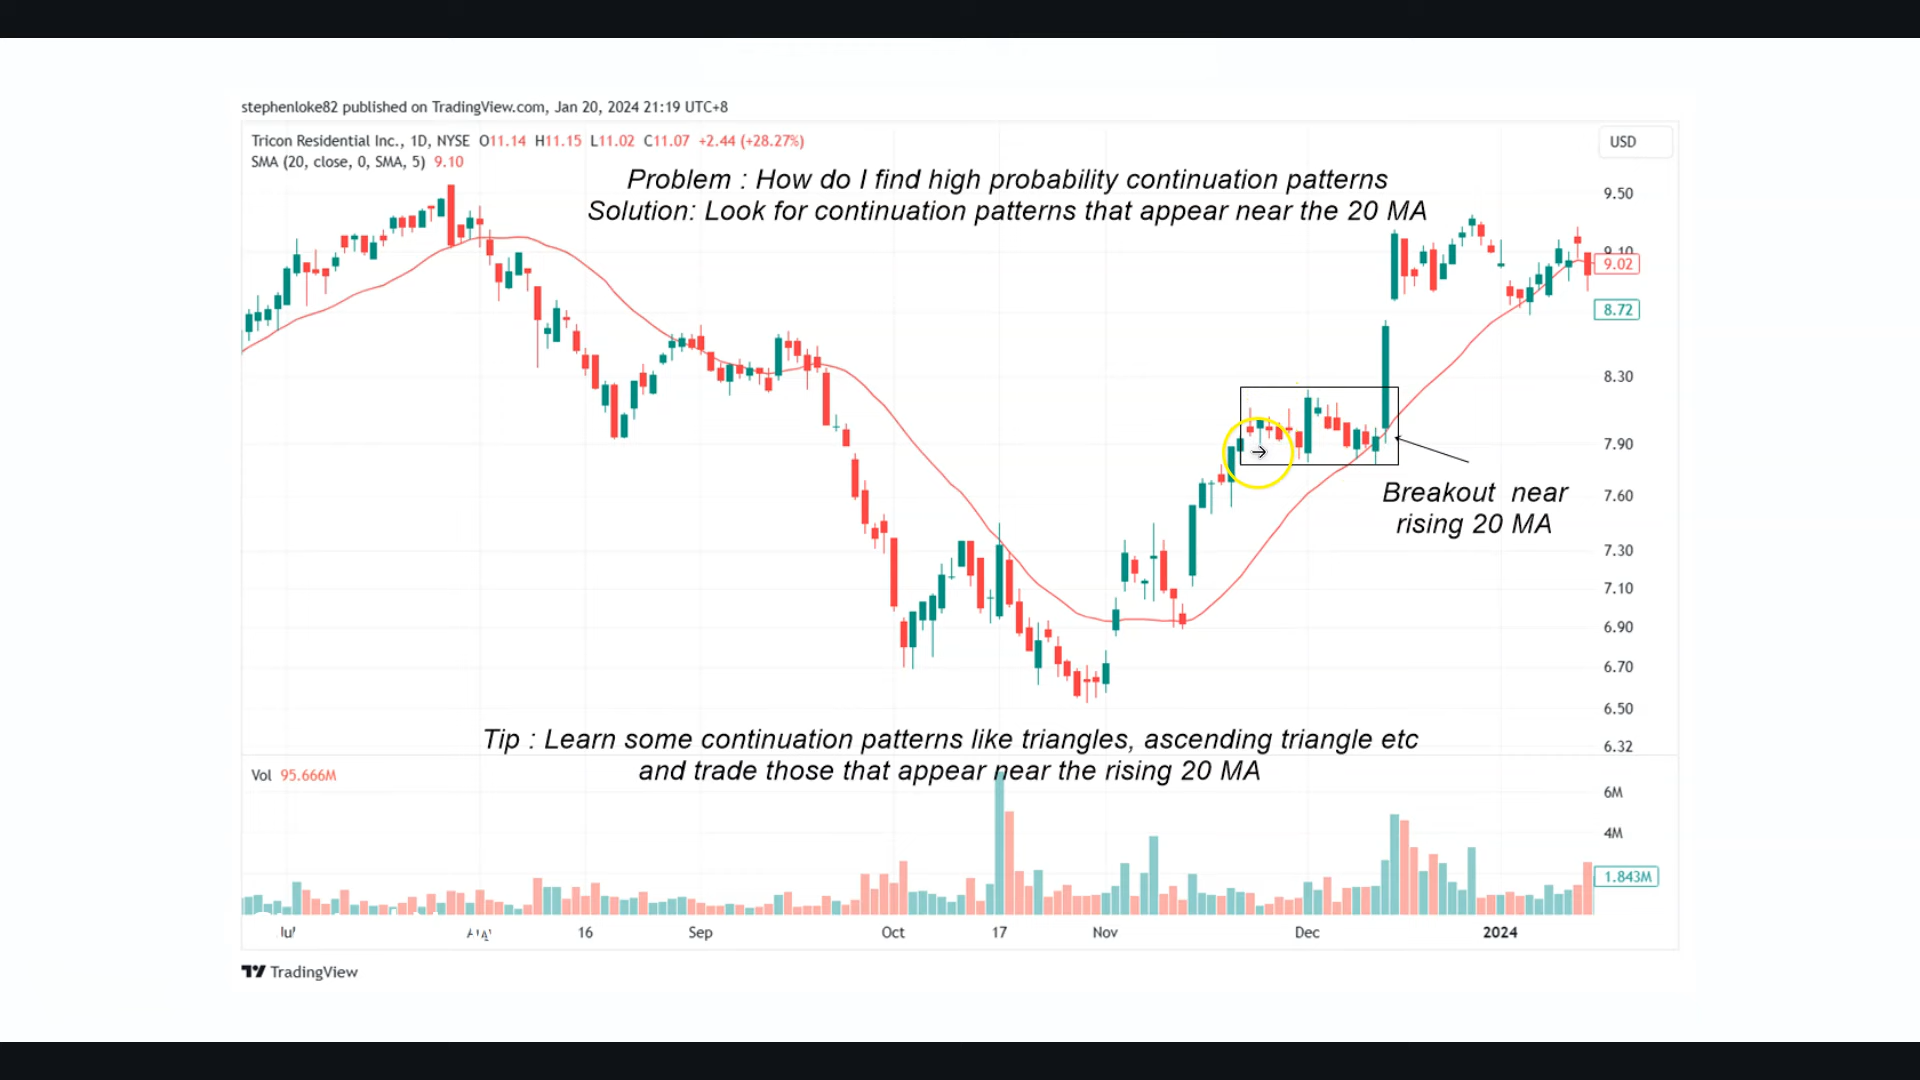 stephenloke82 published on TradingView.com, Jan 20, 2024 21:19 UTC+8
Tricon Residential Inc., 1D, NYSE O11.14 H11.15 L11.02 C11.07 +2.44 (+28.27%)
USD
SMA (20, close, 0, SMA, 5) 9.10
Problem : How do I find high probability continuation patterns
Solution: Look for continuation patterns that appear near the 20 MA
9.50
9.10
9.02
8.72
8.30
7.90
7.60
7.30
7.10
6.90
6.70
6.50
6.32
Breakout near
rising 20 MA
Tip : Learn some continuation patterns like triangles, ascending triangle etc
and trade those that appear near the rising 20 MA
Vol 95.666M
6M
4M
1.843M
16 Sep Oct 17 Nov Dec 2024
TradingView